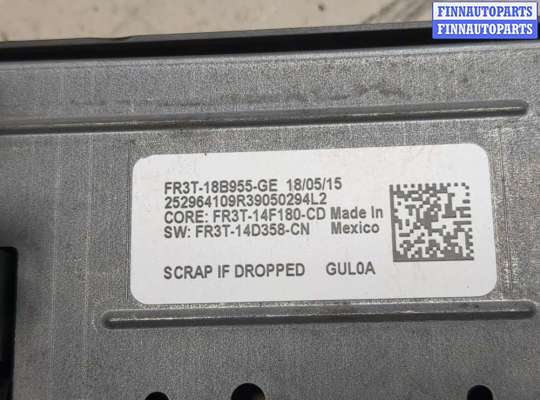 FINNAUTOPARTS
FINNAUTOPARTS
FR3T-18B955-GE 18/05/15
252964109R39050294L2
CORE: FR3T-14F180-CD Made In
SW: FR3T-14D358-CN Mexico
SCRAP IF DROPPED GUL0A